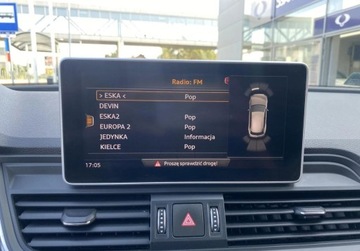 Radio: FM
> ESKA < Pop
DEVIN
ESKA2 Pop
EUROPA 2 Pop
JEDYNKA Informacja
KIELCE Pop
17:05 Proszę sprawdzić drogę!